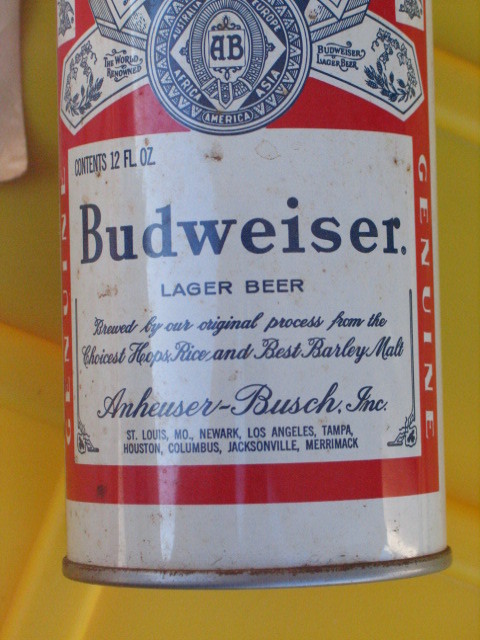 AB
AUSTRALIA
EUROPE
AFRICA
ASIA
AMERICA
THE WORLD
RENOWNED
BUDWEISER
LAGER BEER
CONTENTS 12 FL. OZ.
GENUINE
Budweiser.
LAGER BEER
Brewed by our original process from the
Choicest Hops, Rice and Best Barley Malt
Anheuser-Busch, Inc.
ST. LOUIS, MO., NEWARK, LOS ANGELES, TAMPA,
HOUSTON, COLUMBUS, JACKSONVILLE, MERRIMACK
GENUINE